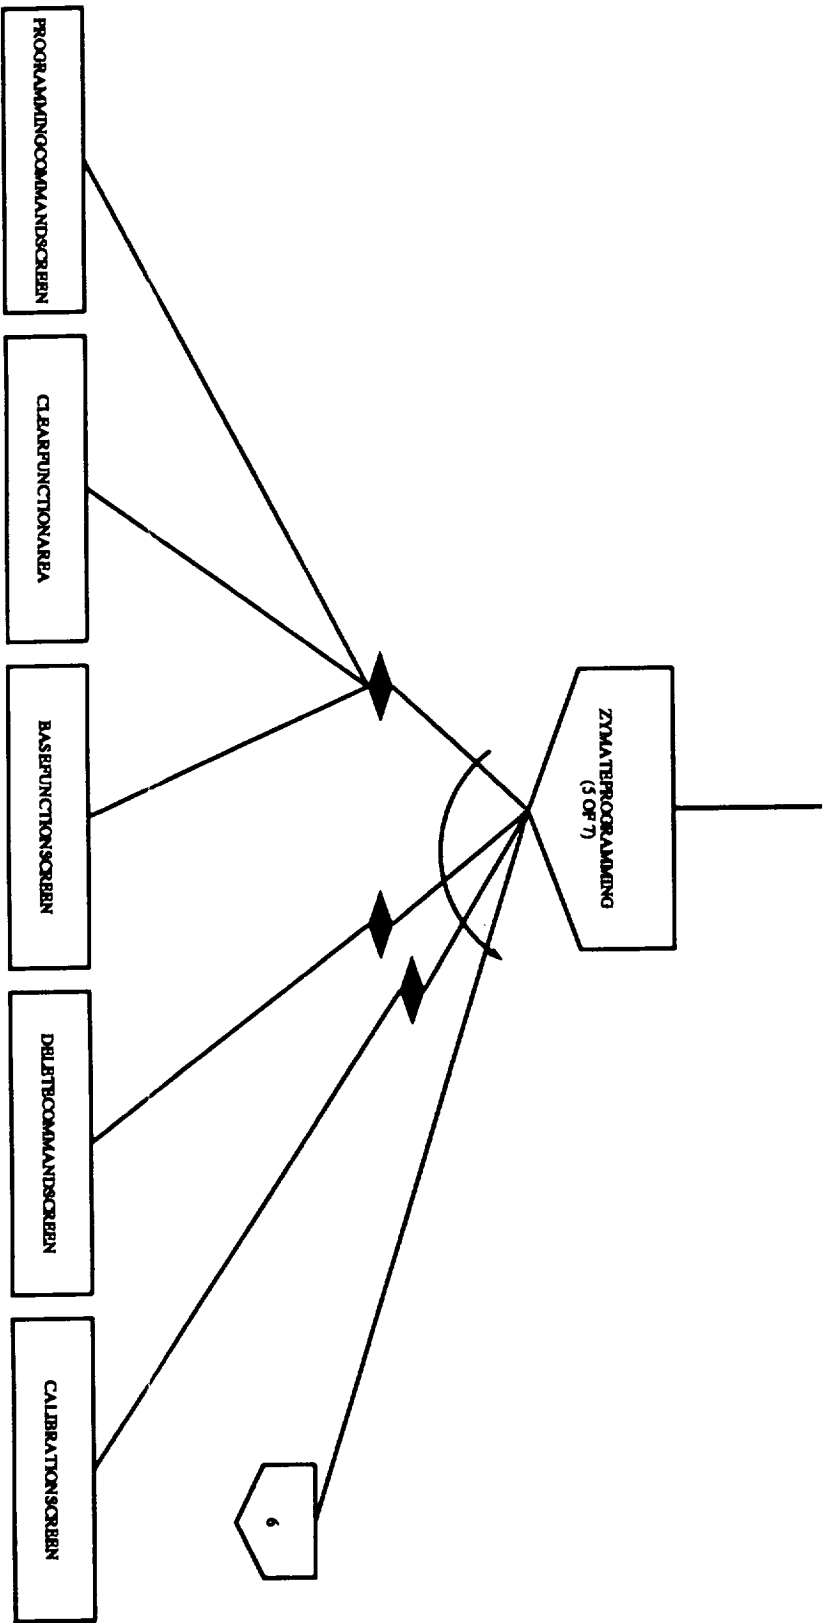 ZYMATEPROGRAMMING
(5 OF 7)
6
PROGRAMMINGCOMMANDSCREEN
CLEARFUNCTIONAREA
BASEFUNCTIONSCREEN
DELETECOMMANDSCREEN
CALIBRATIONSCREEN